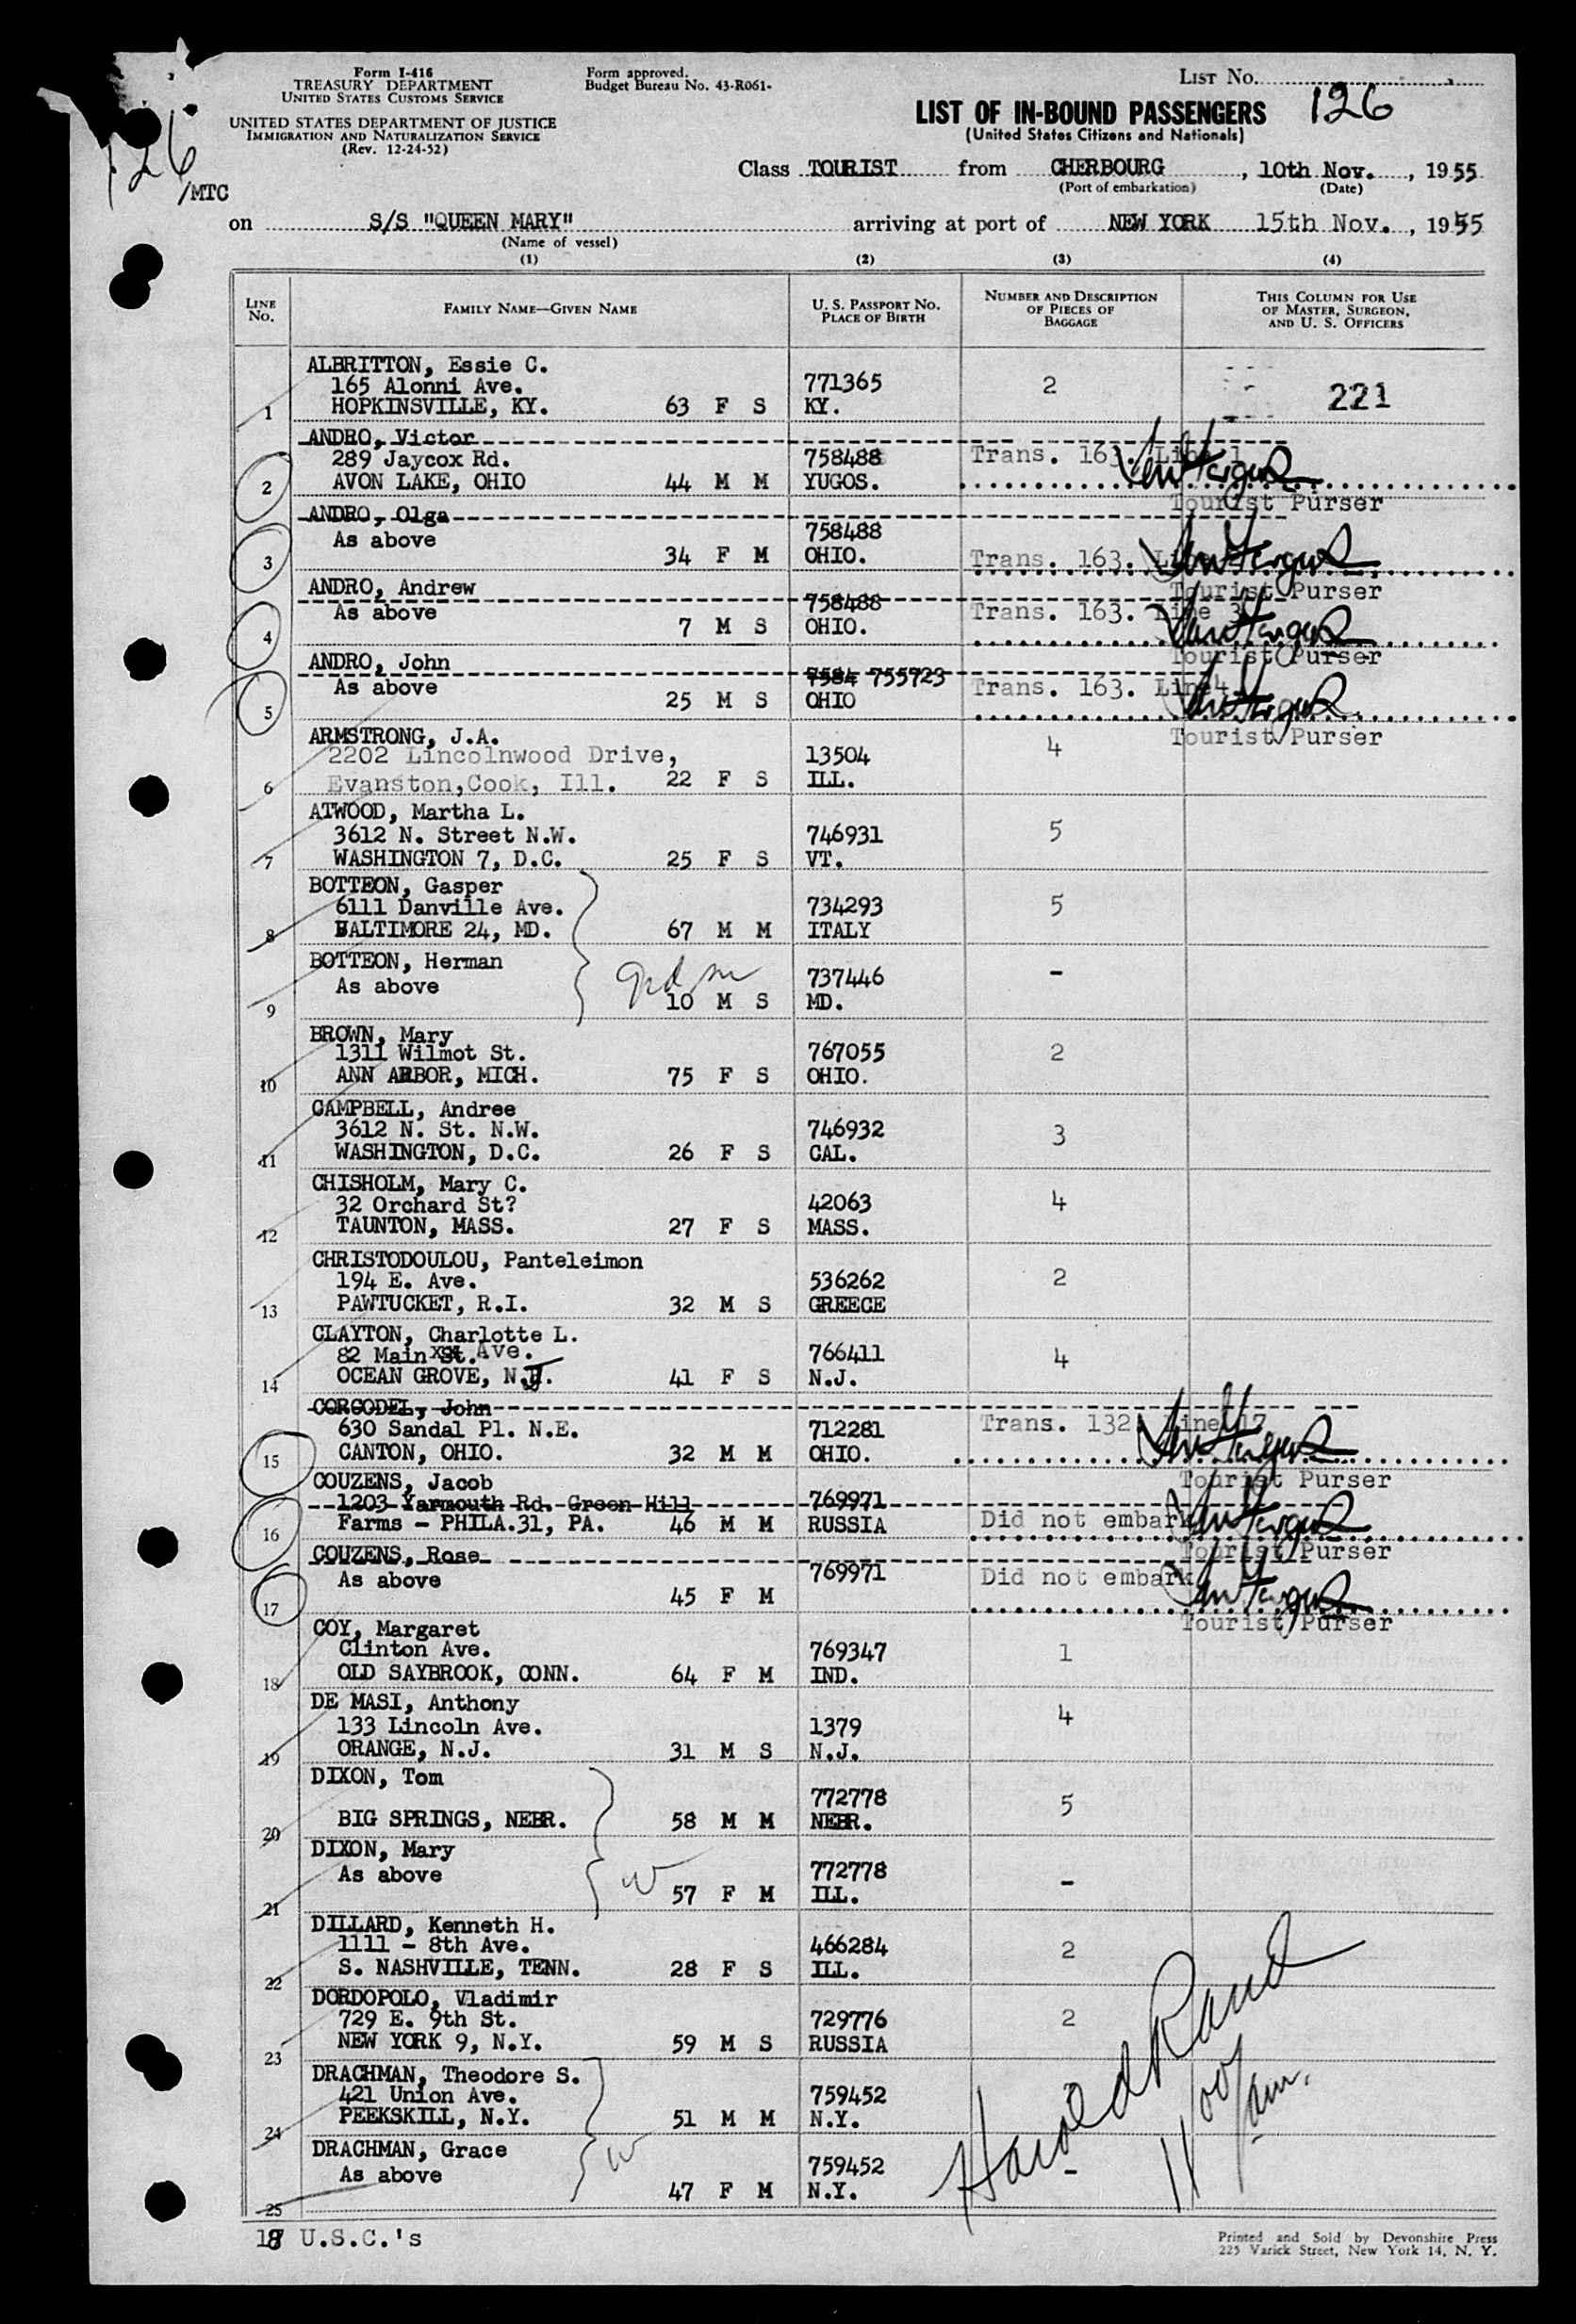 Form I-416
TREASURY DEPARTMENT
UNITED STATES CUSTOMS SERVICE
UNITED STATES DEPARTMENT OF JUSTICE
IMMIGRATION AND NATURALIZATION SERVICE
(Rev. 12-24-52)
Form approved.
Budget Bureau No. 43-R061-
LIST NO.
126
126
/MTC
LIST OF IN-BOUND PASSENGERS
(United States Citizens and Nationals)
Class TOURIST from CHERBOURG, 10th Nov., 1955
(Port of embarkation) (Date)
on S/S "QUEEN MARY" arriving at port of NEW YORK 15th Nov., 1955
(Name of vessel)
(1) (2) (3) (4)
LINE NO. FAMILY NAME—GIVEN NAME U. S. PASSPORT NO. PLACE OF BIRTH NUMBER AND DESCRIPTION OF PIECES OF BAGGAGE THIS COLUMN FOR USE OF MASTER, SURGEON, AND U. S. OFFICERS
ALBRITTON, Essie C.
165 Alonni Ave. 771365 2
1 HOPKINSVILLE, KY. 63 F S KY. 221
ANDRO, Victor
289 Jaycox Rd. 758488 Trans. 163. Line 1
2 AVON LAKE, OHIO 44 M M YUGOS.
Tourist Purser
ANDRO, Olga
As above 758488
3 34 F M OHIO. Trans. 163.
Tourist Purser
ANDRO, Andrew
As above 758488 Trans. 163. Line 3
4 7 M S OHIO.
Tourist Purser
ANDRO, John
As above 7584 755723 Trans. 163. Line 4
5 25 M S OHIO
Tourist Purser
ARMSTRONG, J.A.
2202 Lincolnwood Drive, 13504 4
6 Evanston,Cook, Ill. 22 F S ILL.
ATWOOD, Martha L.
3612 N. Street N.W. 746931 5
7 WASHINGTON 7, D.C. 25 F S VT.
BOTTEON, Gasper
6111 Danville Ave. 734293 5
8 BALTIMORE 24, MD. 67 M M ITALY
BOTTEON, Herman
As above 737446 -
9 10 M S MD.
BROWN, Mary
1311 Wilmot St. 767055 2
10 ANN ARBOR, MICH. 75 F S OHIO.
CAMPBELL, Andree
3612 N. St. N.W. 746932 3
11 WASHINGTON, D.C. 26 F S CAL.
CHISHOLM, Mary C.
32 Orchard St? 42063 4
12 TAUNTON, MASS. 27 F S MASS.
CHRISTODOULOU, Panteleimon
194 E. Ave. 536262 2
13 PAWTUCKET, R.I. 32 M S GREECE
CLAYTON, Charlotte L.
82 Main St. Ave. 766411 4
14 OCEAN GROVE, N.J. 41 F S N.J.
CORCODEL, John
630 Sandal Pl. N.E. 712281 Trans. 132 Line 17
15 CANTON, OHIO. 32 M M OHIO.
Tourist Purser
COUZENS, Jacob
1203 Yarmouth Rd. Green Hill 769971
16 Farms - PHILA.31, PA. 46 M M RUSSIA Did not embark
Tourist Purser
COUZENS, Rose
As above 769971 Did not embark
17 45 F M
Tourist Purser
COY, Margaret
Clinton Ave. 769347 1
18 OLD SAYBROOK, CONN. 64 F M IND.
DE MASI, Anthony
133 Lincoln Ave. 1379 4
19 ORANGE, N.J. 31 M S N.J.
DIXON, Tom
772778 5
20 BIG SPRINGS, NEBR. 58 M M NEBR.
DIXON, Mary
As above 772778 -
21 w 57 F M ILL.
DILLARD, Kenneth H.
1111 - 8th Ave. 466284 2
22 S. NASHVILLE, TENN. 28 F S ILL.
DORDOPOLO, Vladimir
729 E. 9th St. 729776 2
23 NEW YORK 9, N.Y. 59 M S RUSSIA
DRACHMAN, Theodore S.
421 Union Ave. 759452
24 PEEKSKILL, N.Y. 51 M M N.Y.
DRACHMAN, Grace
As above w 759452 -
25 47 F M N.Y.
Harold Rand
11/00/am.
18 U.S.C.'s
Printed and Sold by Devonshire Press
225 Varick Street, New York 14, N. Y.